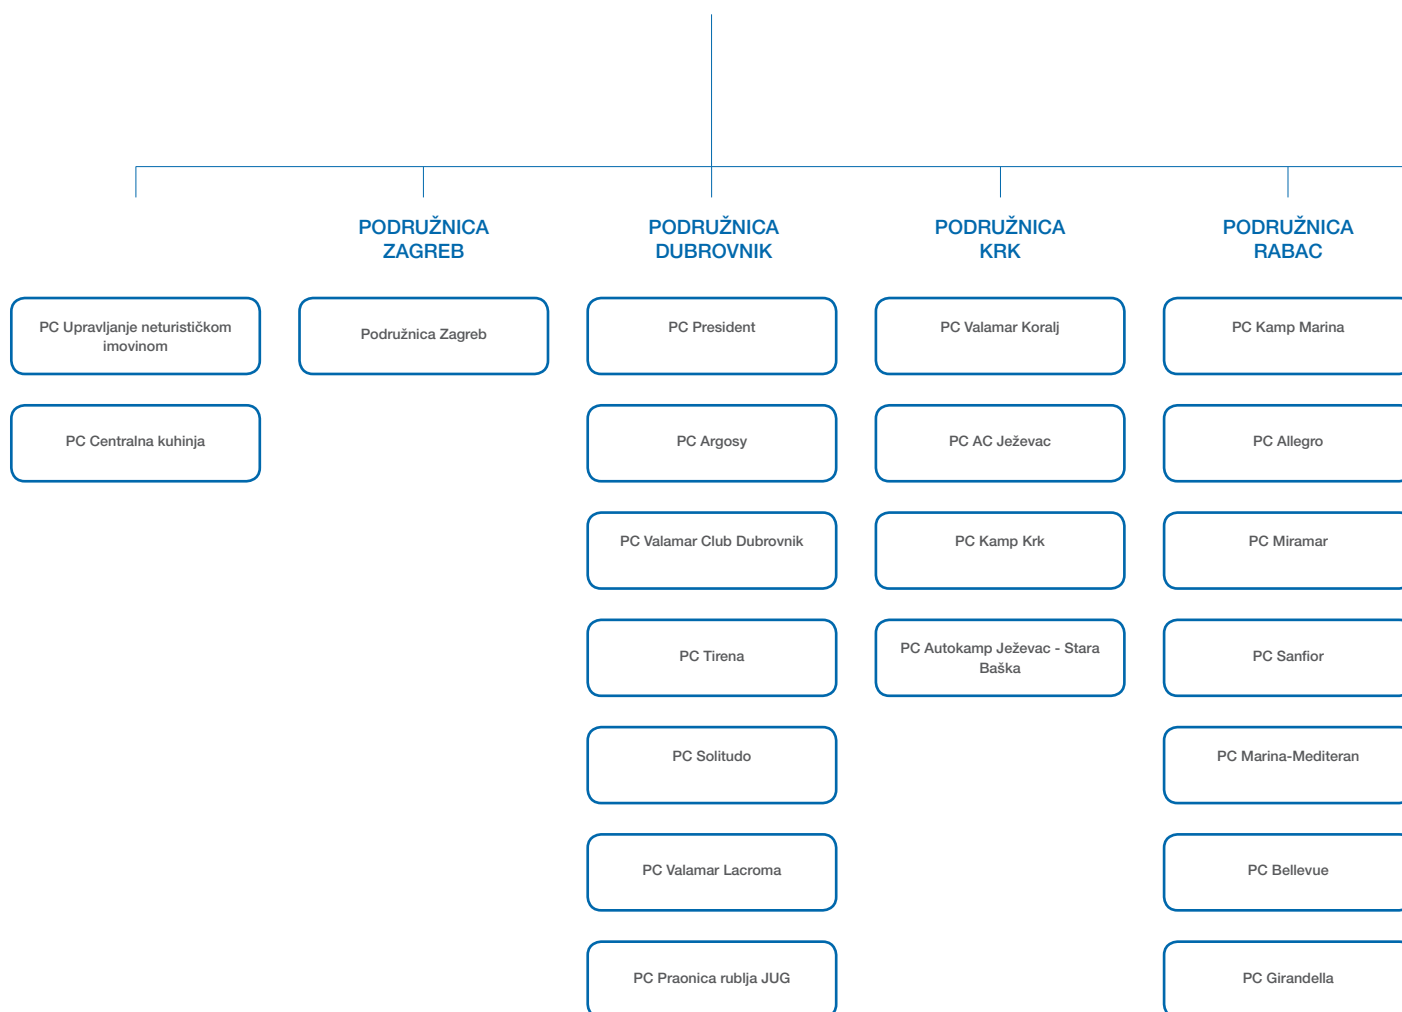 PODRUŽNICA
ZAGREB
PODRUŽNICA
DUBROVNIK
PODRUŽNICA
KRK
PODRUŽNICA
RABAC
PC Upravljanje neturističkom
imovinom
PC Centralna kuhinja
Podružnica Zagreb
PC President
PC Argosy
PC Valamar Club Dubrovnik
PC Tirena
PC Solitudo
PC Valamar Lacroma
PC Praonica rublja JUG
PC Valamar Koralj
PC AC Ježevac
PC Kamp Krk
PC Autokamp Ježevac - Stara
Baška
PC Kamp Marina
PC Allegro
PC Miramar
PC Sanfior
PC Marina-Mediteran
PC Bellevue
PC Girandella